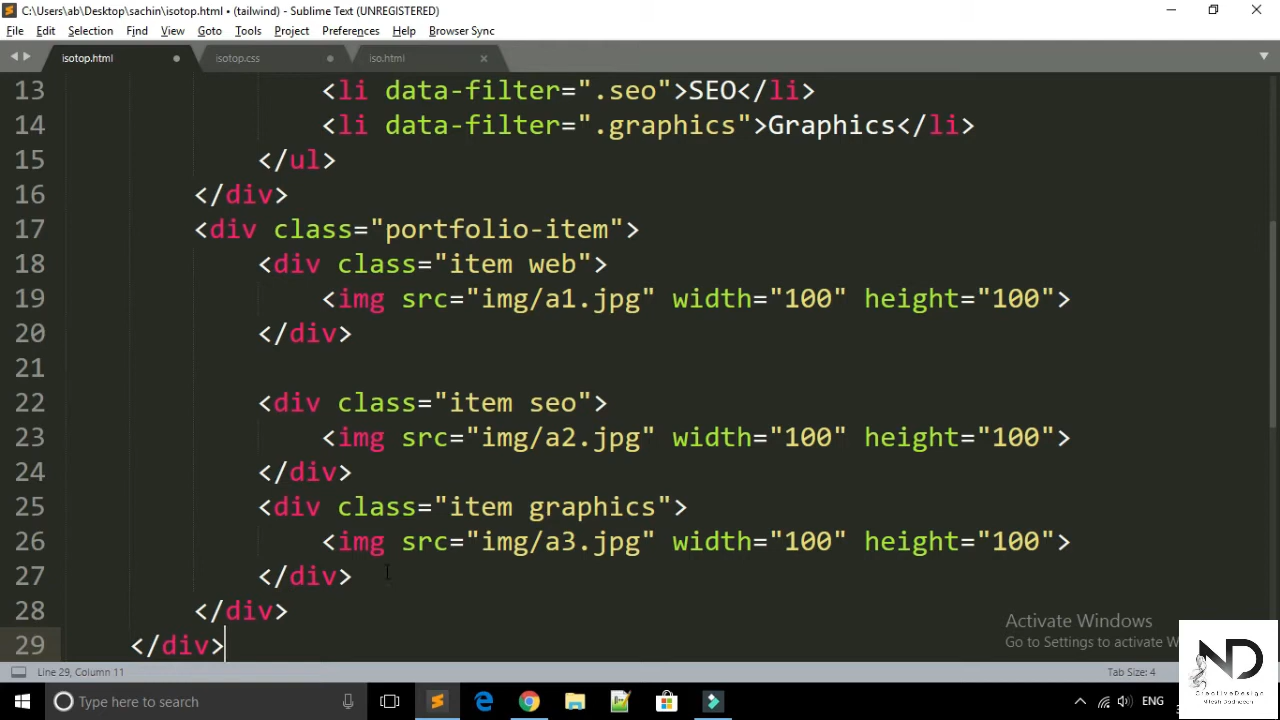 C:\Users\ab\Desktop\sachin\isotop.html • (tailwind) - Sublime Text (UNREGISTERED)
File Edit Selection Find View Goto Tools Project Preferences Help Browser Sync
isotop.html isotop.css iso.html
13 <li data-filter=".seo">SEO</li>
14 <li data-filter=".graphics">Graphics</li>
15 </ul>
16 </div>
17 <div class="portfolio-item">
18 <div class="item web">
19 <img src="img/a1.jpg" width="100" height="100">
20 </div>
21
22 <div class="item seo">
23 <img src="img/a2.jpg" width="100" height="100">
24 </div>
25 <div class="item graphics">
26 <img src="img/a3.jpg" width="100" height="100">
27 </div>
28 </div>
29 </div>
Activate Windows
Go to Settings to activate W
Line 29, Column 11
Tab Size: 4
ND
CreativeDesign
Type here to search
ENG